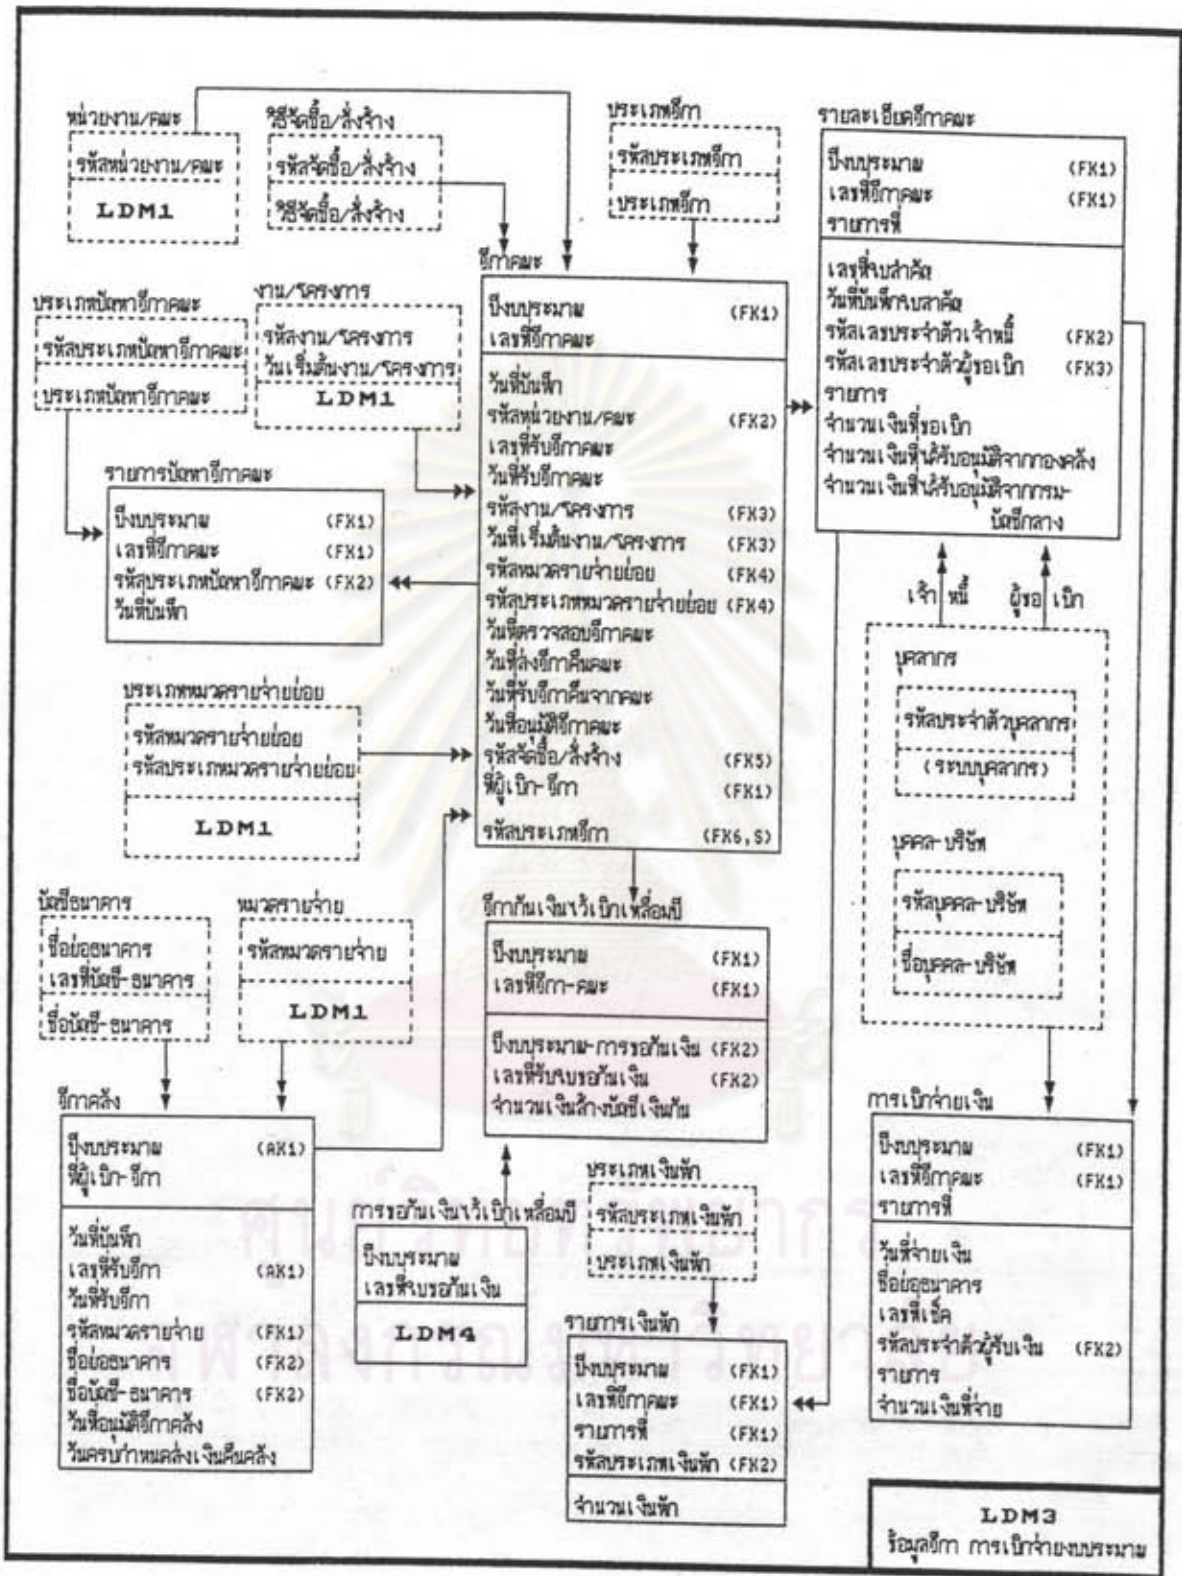 หน่วยงาน/คณะ
รหัสหน่วยงาน/คณะ
LDM1
วิธีจัดซื้อ/สั่งจ้าง
รหัสจัดซื้อ/สั่งจ้าง
วิธีจัดซื้อ/สั่งจ้าง
ประเภทฎีกา
รหัสประเภทฎีกา
ประเภทฎีกา
รายละเอียดฎีกาคณะ
ปีงบประมาณ (FK1)
เลขที่ฎีกาคณะ (FK1)
รายการที่
เลขที่ใบสำคัญ
วันที่บันทึกใบสำคัญ
รหัสเลขประจำตัวเจ้าหนี้ (FK2)
รหัสเลขประจำตัวผู้ขอเบิก (FK3)
รายการ
จำนวนเงินที่ขอเบิก
จำนวนเงินที่ได้รับอนุมัติจากกองคลัง
จำนวนเงินที่ได้รับอนุมัติจากกรม-
บัญชีกลาง
ประเภทปัญหาฎีกาคณะ
รหัสประเภทปัญหาฎีกาคณะ
ประเภทปัญหาฎีกาคณะ
งาน/โครงการ
รหัสงาน/โครงการ
วันเริ่มต้นงาน/โครงการ
LDM1
ฎีกาคณะ
ปีงบประมาณ (FK1)
เลขที่ฎีกาคณะ
วันที่บันทึก
รหัสหน่วยงาน/คณะ (FK2)
เลขที่รับฎีกาคณะ
วันที่รับฎีกาคณะ
รหัสงาน/โครงการ (FK3)
วันที่เริ่มต้นงาน/โครงการ (FK3)
รหัสหมวดรายจ่ายย่อย (FK4)
รหัสประเภทหมวดรายจ่ายย่อย (FK4)
วันที่ตรวจสอบฎีกาคณะ
วันที่ส่งฎีกาคืนคณะ
วันที่รับฎีกาคืนจากคณะ
วันที่อนุมัติฎีกาคณะ
รหัสจัดซื้อ/สั่งจ้าง (FK5)
ที่ผู้เบิก-ฎีกา (FK1)
รหัสประเภทฎีกา (FK6,S)
รายการปัญหาฎีกาคณะ
ปีงบประมาณ (FK1)
เลขที่ฎีกาคณะ (FK1)
รหัสประเภทปัญหาฎีกาคณะ (FK2)
วันที่บันทึก
เจ้าหนี้ ผู้ขอเบิก
บุคลากร
รหัสประจำตัวบุคลากร
(ระบบบุคลากร)
บุคคล-บริษัท
รหัสบุคคล-บริษัท
ชื่อบุคคล-บริษัท
ประเภทหมวดรายจ่ายย่อย
รหัสหมวดรายจ่ายย่อย
รหัสประเภทหมวดรายจ่ายย่อย
LDM1
บัญชีธนาคาร
ชื่อย่อธนาคาร
เลขที่บัญชี-ธนาคาร
ชื่อบัญชี-ธนาคาร
หมวดรายจ่าย
รหัสหมวดรายจ่าย
LDM1
ฎีกากันเงินไว้เบิกเหลื่อมปี
ปีงบประมาณ (FK1)
เลขที่ฎีกา-คณะ (FK1)
ปีงบประมาณ-การขอกันเงิน (FK2)
เลขที่รับใบขอกันเงิน (FK2)
จำนวนเงินล้างบัญชีเงินกัน
ฎีกาคลัง
ปีงบประมาณ (AK1)
ที่ผู้เบิก-ฎีกา
วันที่บันทึก
เลขที่รับฎีกา (AK1)
วันที่รับฎีกา
รหัสหมวดรายจ่าย (FK1)
ชื่อย่อธนาคาร (FK2)
ชื่อบัญชี-ธนาคาร (FK2)
วันที่อนุมัติฎีกาคลัง
วันครบกำหนดส่งเงินคืนคลัง
การขอกันเงินไว้เบิกเหลื่อมปี
ปีงบประมาณ
เลขที่ใบขอกันเงิน
LDM4
ประเภทเงินพัก
รหัสประเภทเงินพัก
ประเภทเงินพัก
รายการเงินพัก
ปีงบประมาณ (FK1)
เลขที่ฎีกาคณะ (FK1)
รายการที่ (FK1)
รหัสประเภทเงินพัก (FK2)
จำนวนเงินพัก
การเบิกจ่ายเงิน
ปีงบประมาณ (FK1)
เลขที่ฎีกาคณะ (FK1)
รายการที่
วันที่จ่ายเงิน
ชื่อย่อธนาคาร
เลขที่เช็ค
รหัสประจำตัวผู้รับเงิน (FK2)
รายการ
จำนวนเงินที่จ่าย
ศูนย์วิทยทรัพยากร
จุฬาลงกรณ์มหาวิทยาลัย
LDM3
ข้อมูลฎีกา การเบิกจ่ายงบประมาณ